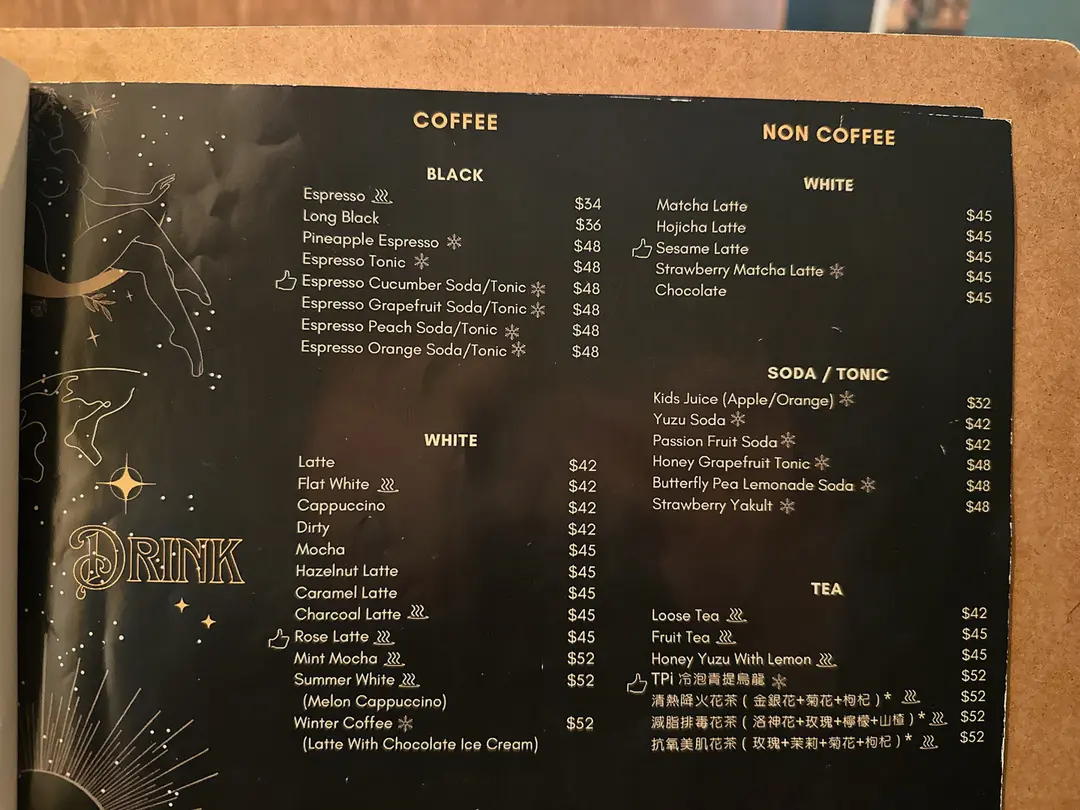 DRINK
COFFEE
BLACK
Espresso $34
Long Black $36
Pineapple Espresso $48
Espresso Tonic $48
Espresso Cucumber Soda/Tonic $48
Espresso Grapefruit Soda/Tonic $48
Espresso Peach Soda/Tonic $48
Espresso Orange Soda/Tonic $48
WHITE
Latte $42
Flat White $42
Cappuccino $42
Dirty $42
Mocha $45
Hazelnut Latte $45
Caramel Latte $45
Charcoal Latte $45
Rose Latte $45
Mint Mocha $52
Summer White $52
(Melon Cappuccino)
Winter Coffee $52
(Latte With Chocolate Ice Cream)
NON COFFEE
WHITE
Matcha Latte $45
Hojicha Latte $45
Sesame Latte $45
Strawberry Matcha Latte $45
Chocolate $45
SODA / TONIC
Kids Juice (Apple/Orange) $32
Yuzu Soda $42
Passion Fruit Soda $42
Honey Grapefruit Tonic $48
Butterfly Pea Lemonade Soda $48
Strawberry Yakult $48
TEA
Loose Tea $42
Fruit Tea $45
Honey Yuzu With Lemon $45
TPi 冷泡青提烏龍 $52
清熱降火花茶 ( 金銀花+菊花+枸杞 ) * $52
減脂排毒花茶 ( 洛神花+玫瑰+檸檬+山楂 ) * $52
抗氧美肌花茶 ( 玫瑰+茉莉+菊花+枸杞 ) * $52